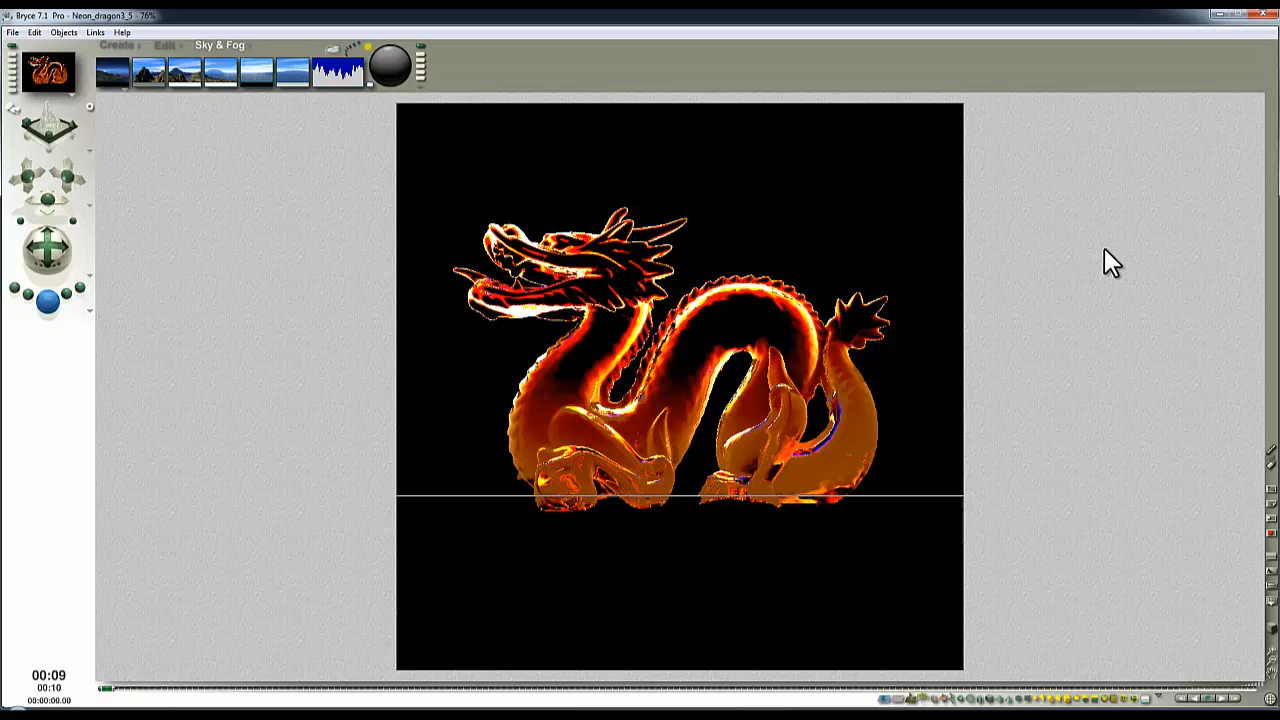 Bryce 7.1 Pro - Neon_dragon3_5 - 76%
File Edit Objects Links Help
Create Edit Sky & Fog
00:09
00:10
00:00:00.00